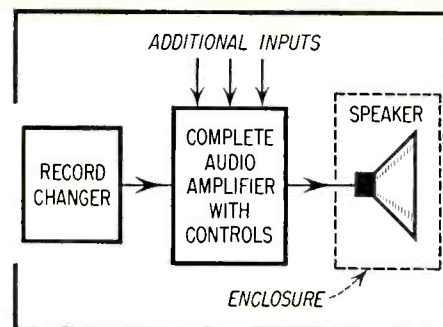 ADDITIONAL INPUTS
RECORD
CHANGER
COMPLETE
AUDIO
AMPLIFIER
WITH
CONTROLS
SPEAKER
ENCLOSURE